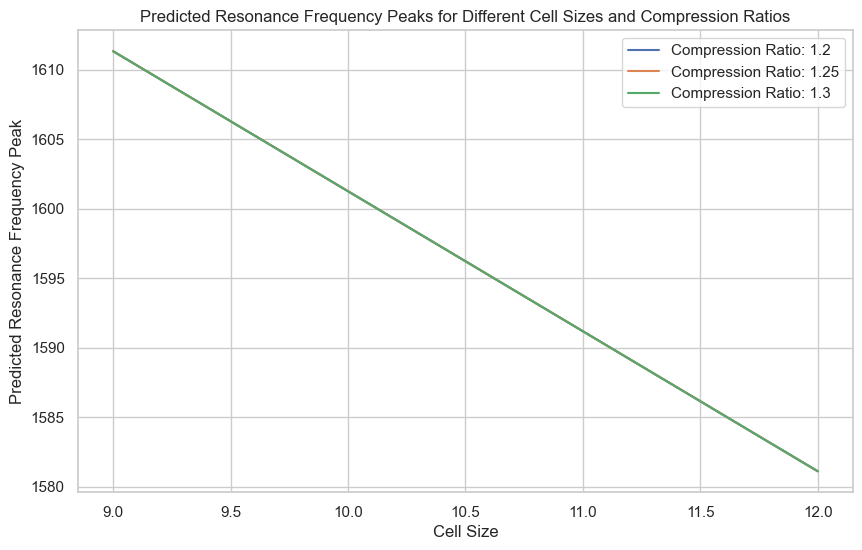 Predicted Resonance Frequency Peaks for Different Cell Sizes and Compression Ratios
Compression Ratio: 1.2
Compression Ratio: 1.25
Compression Ratio: 1.3
Predicted Resonance Frequency Peak
1610
1605
1600
1595
1590
1585
1580
9.0 9.5 10.0 10.5 11.0 11.5 12.0
Cell Size